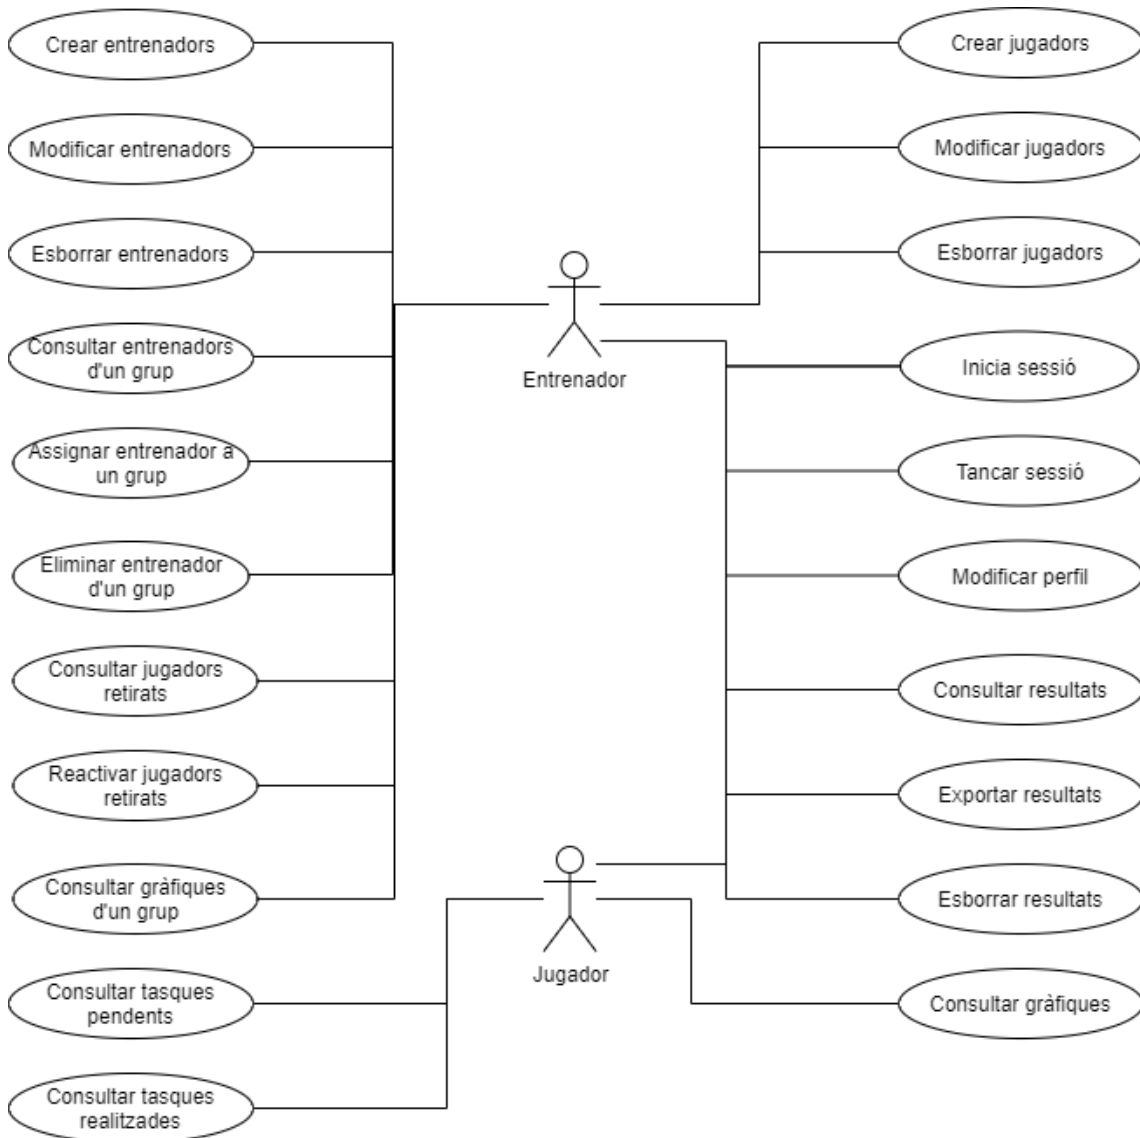 Crear entrenadors
Modificar entrenadors
Esborrar entrenadors
Consultar entrenadors
d'un grup
Assignar entrenador a
un grup
Eliminar entrenador
d'un grup
Consultar jugadors
retirats
Reactivar jugadors
retirats
Consultar gràfiques
d'un grup
Consultar tasques
pendents
Consultar tasques
realitzades
Entrenador
Jugador
Crear jugadors
Modificar jugadors
Esborrar jugadors
Inicia sessió
Tancar sessió
Modificar perfil
Consultar resultats
Exportar resultats
Esborrar resultats
Consultar gràfiques